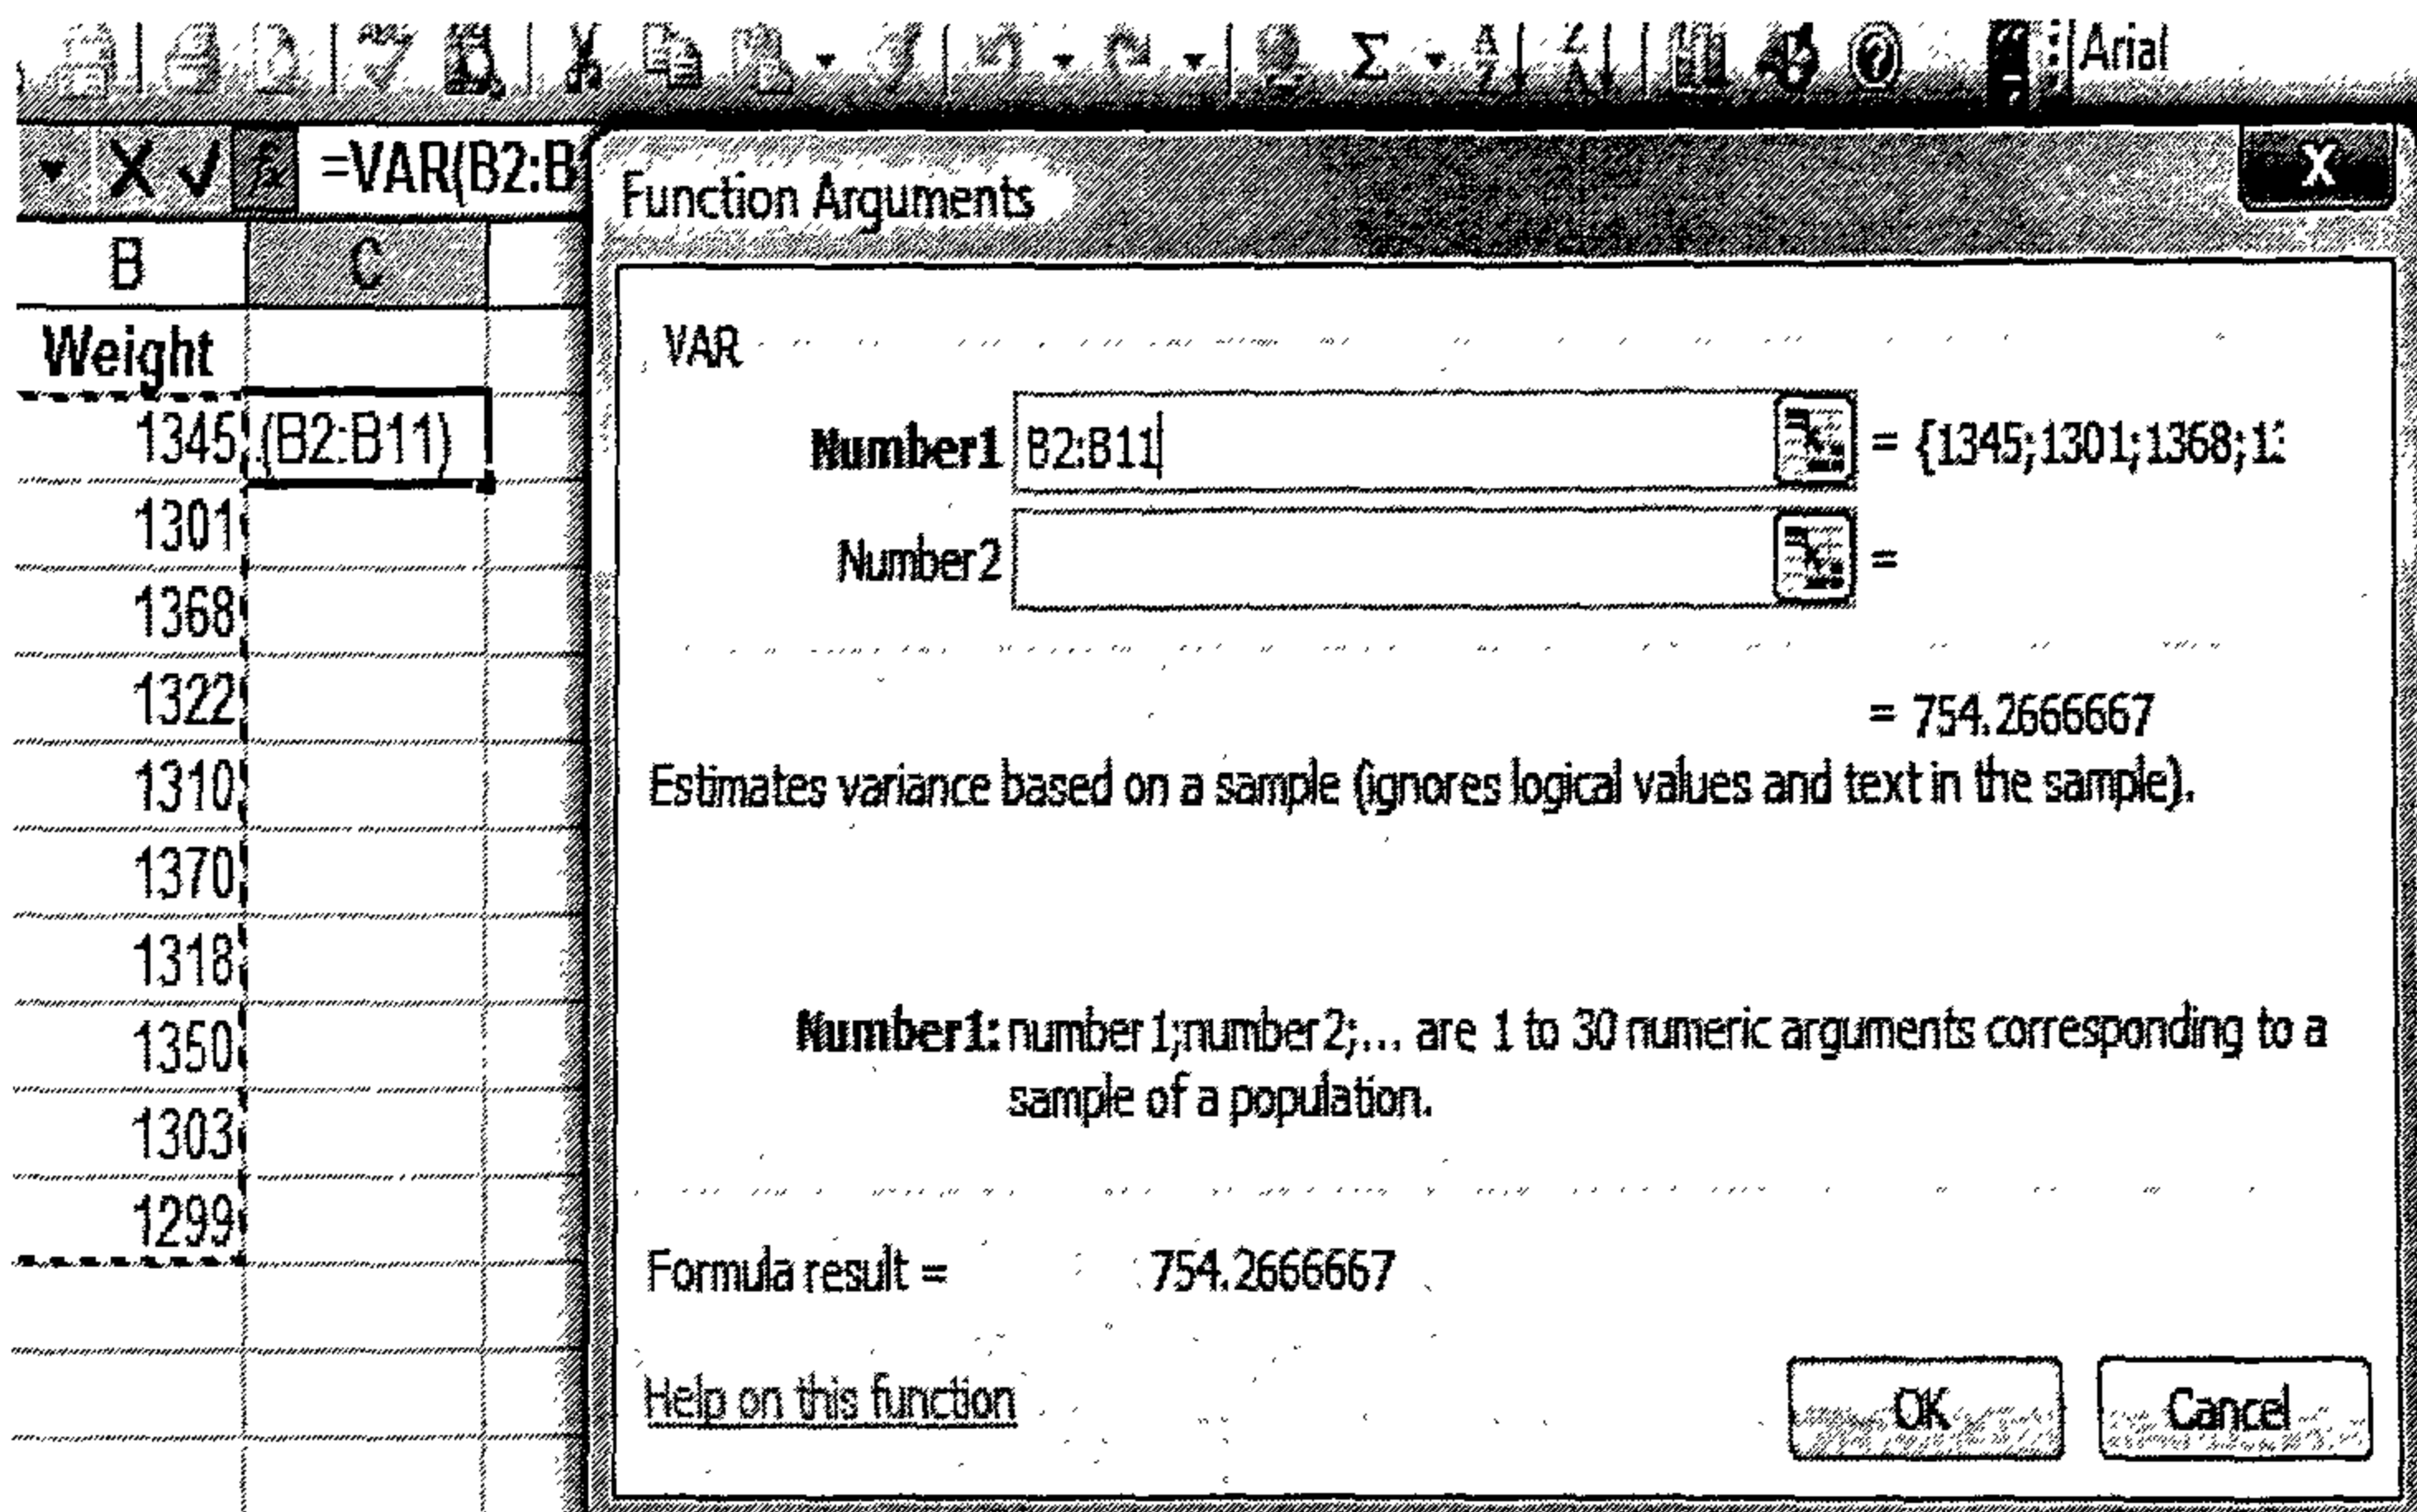 Σ
Arial
=VAR(B2:B
Function Arguments
X
B C
Weight
1345 (B2:B11)
1301
1368
1322
1310
1370
1318
1350
1303
1299
VAR
Number1 B2:B11 = {1345;1301;1368;13
Number2 =
= 754.2666667
Estimates variance based on a sample (ignores logical values and text in the sample).
Number1: number1;number2;... are 1 to 30 numeric arguments corresponding to a
sample of a population.
Formula result = 754.2666667
Help on this function
OK Cancel